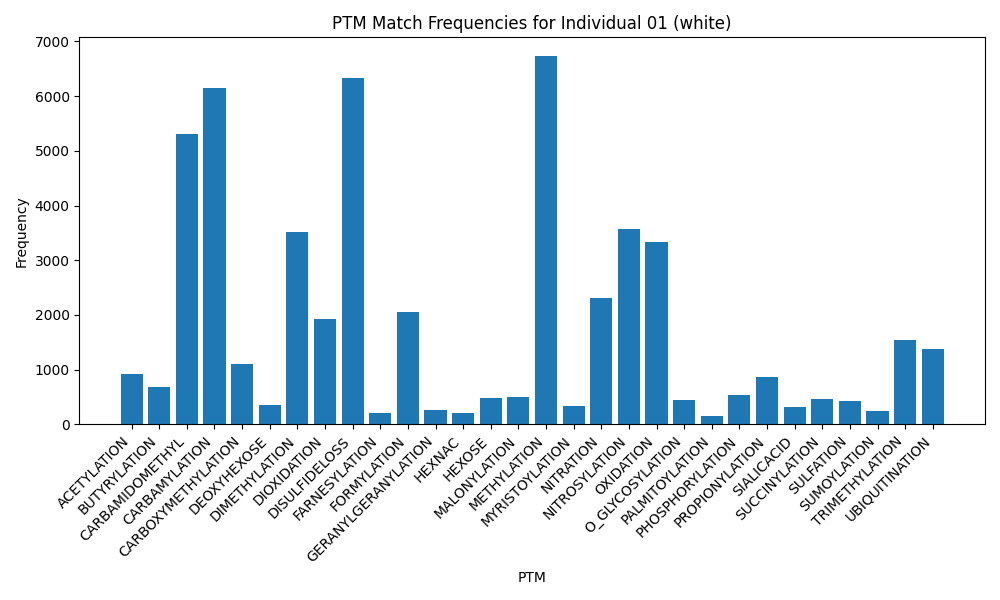 PTM Match Frequencies for Individual 01 (white)
7000
6000
5000
4000
3000
2000
1000
0
Frequency
ACETYLATION
BUTYRYLATION
CARBAMIDOMETHYL
CARBAMYLATION
CARBOXYMETHYLATION
DEOXYHEXOSE
DIMETHYLATION
DIOXIDATION
DISULFIDELOSS
FARNESYLATION
FORMYLATION
GERANYLGERANYLATION
HEXNAC
HEXOSE
MALONYLATION
METHYLATION
MYRISTOYLATION
NITRATION
NITROSYLATION
OXIDATION
O_GLYCOSYLATION
PALMITOYLATION
PHOSPHORYLATION
PROPIONYLATION
SIALICACID
SUCCINYLATION
SULFATION
SUMOYLATION
TRIMETHYLATION
UBIQUITINATION
PTM